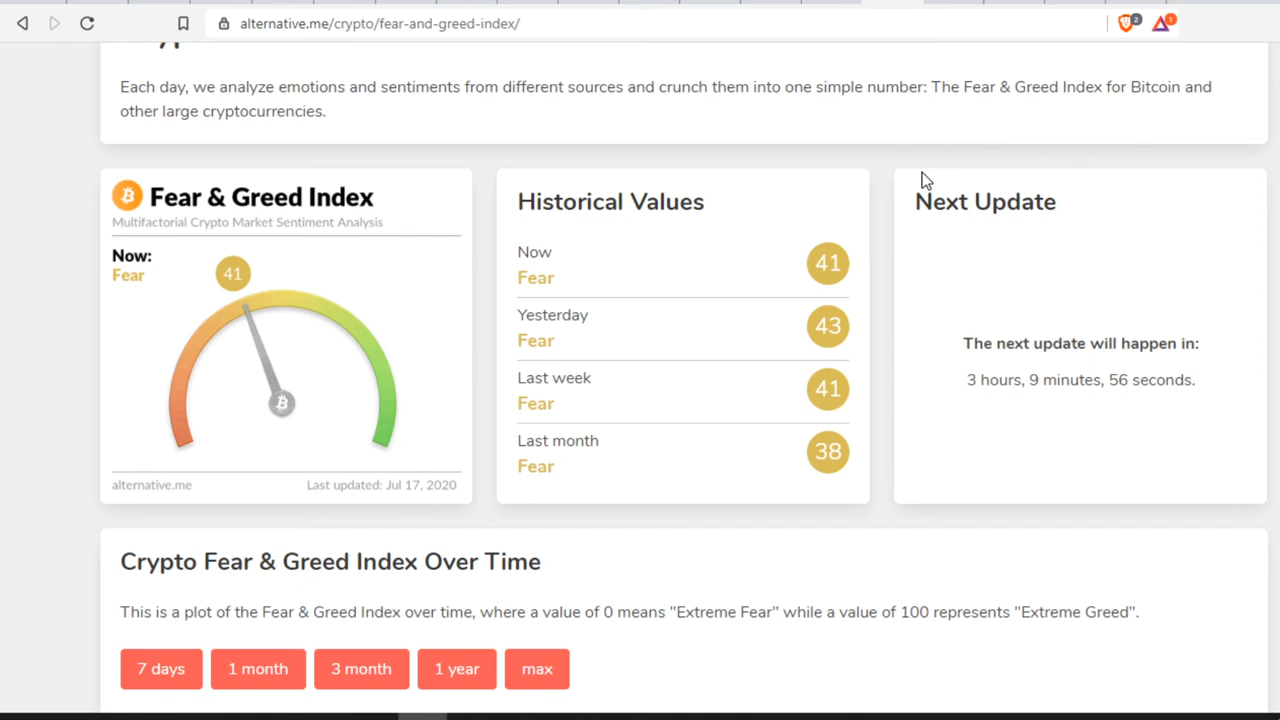 alternative.me/crypto/fear-and-greed-index/
2
1
Each day, we analyze emotions and sentiments from different sources and crunch them into one simple number: The Fear & Greed Index for Bitcoin and
other large cryptocurrencies.
Fear & Greed Index
Multifactorial Crypto Market Sentiment Analysis
Now:
Fear
41
alternative.me
Last updated: Jul 17, 2020
Historical Values
Now
Fear
41
Yesterday
Fear
43
Last week
Fear
41
Last month
Fear
38
Next Update
The next update will happen in:
3 hours, 9 minutes, 56 seconds.
Crypto Fear & Greed Index Over Time
This is a plot of the Fear & Greed Index over time, where a value of 0 means "Extreme Fear" while a value of 100 represents "Extreme Greed".
7 days
1 month
3 month
1 year
max